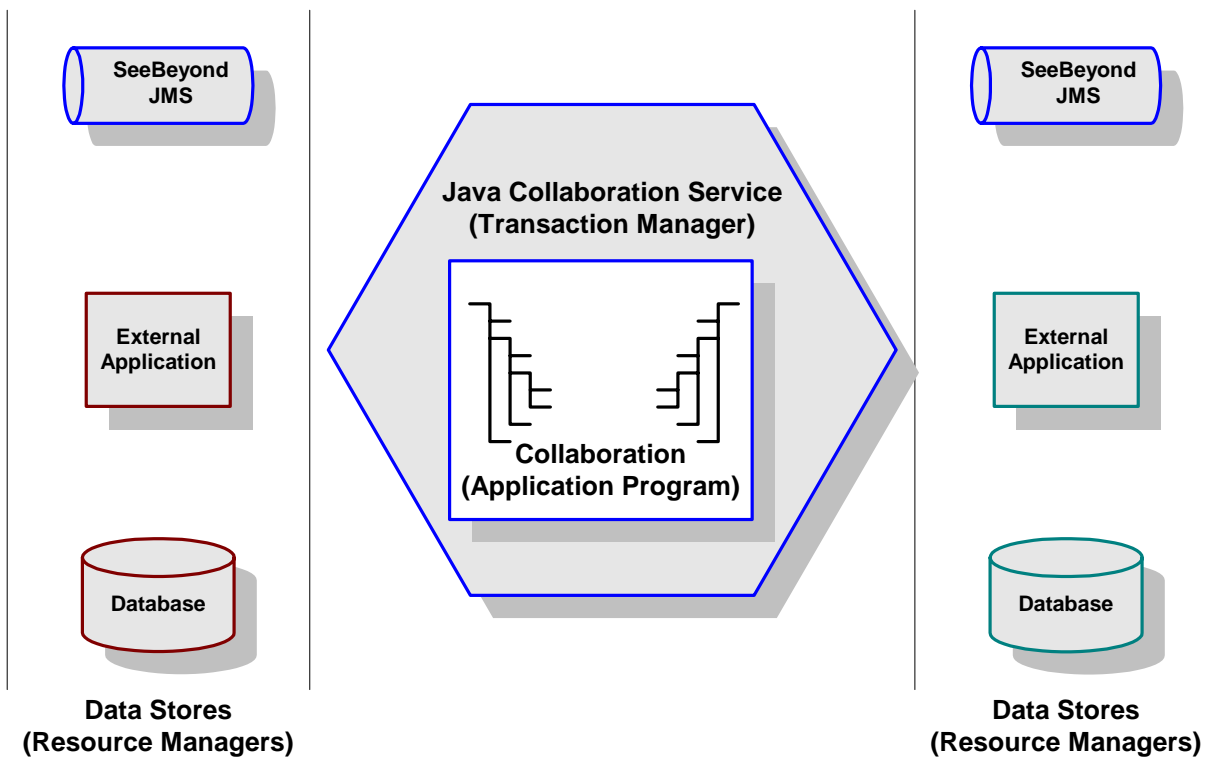 SeeBeyond
JMS
External
Application
Database
Data Stores
(Resource Managers)
Java Collaboration Service
(Transaction Manager)
Collaboration
(Application Program)
SeeBeyond
JMS
External
Application
Database
Data Stores
(Resource Managers)